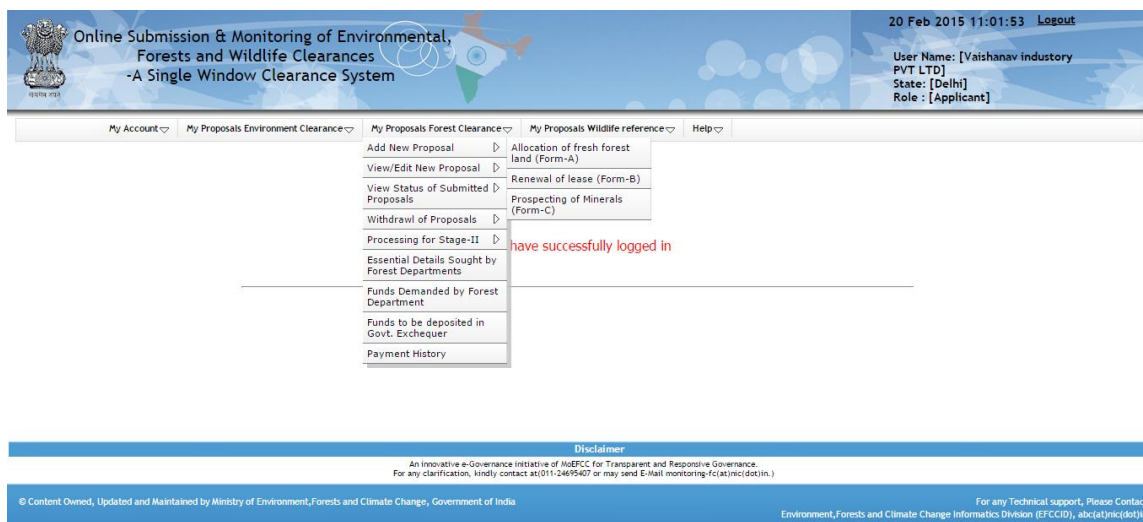 20 Feb 2015 11:01:53 Logout
Online Submission & Monitoring of Environmental,
Forests and Wildlife Clearances
-A Single Window Clearance System
सत्यमेव जयते
User Name: [Vaishanav industory
PVT LTD]
State: [Delhi]
Role : [Applicant]
My Account My Proposals Environment Clearance My Proposals Forest Clearance My Proposals Wildlife reference Help
Add New Proposal
View/Edit New Proposal
View Status of Submitted
Proposals
Withdrawl of Proposals
Processing for Stage-II
Essential Details Sought by
Forest Departments
Funds Demanded by Forest
Department
Funds to be deposited in
Govt. Exchequer
Payment History
Allocation of fresh forest
land (Form-A)
Renewal of lease (Form-B)
Prospecting of Minerals
(Form-C)
have successfully logged in
Disclaimer
An innovative e-Governance initiative of MoEFCC for Transparent and Responsive Governance.
For any clarification, kindly contact at(011-24695407 or may send E-Mail monitoring-fc(at)nic(dot)in.)
© Content Owned, Updated and Maintained by Ministry of Environment,Forests and Climate Change, Government of India
For any Technical support, Please Contac
Environment,Forests and Climate Change Informatics Division (EFCCID), abc(at)nic(dot)i